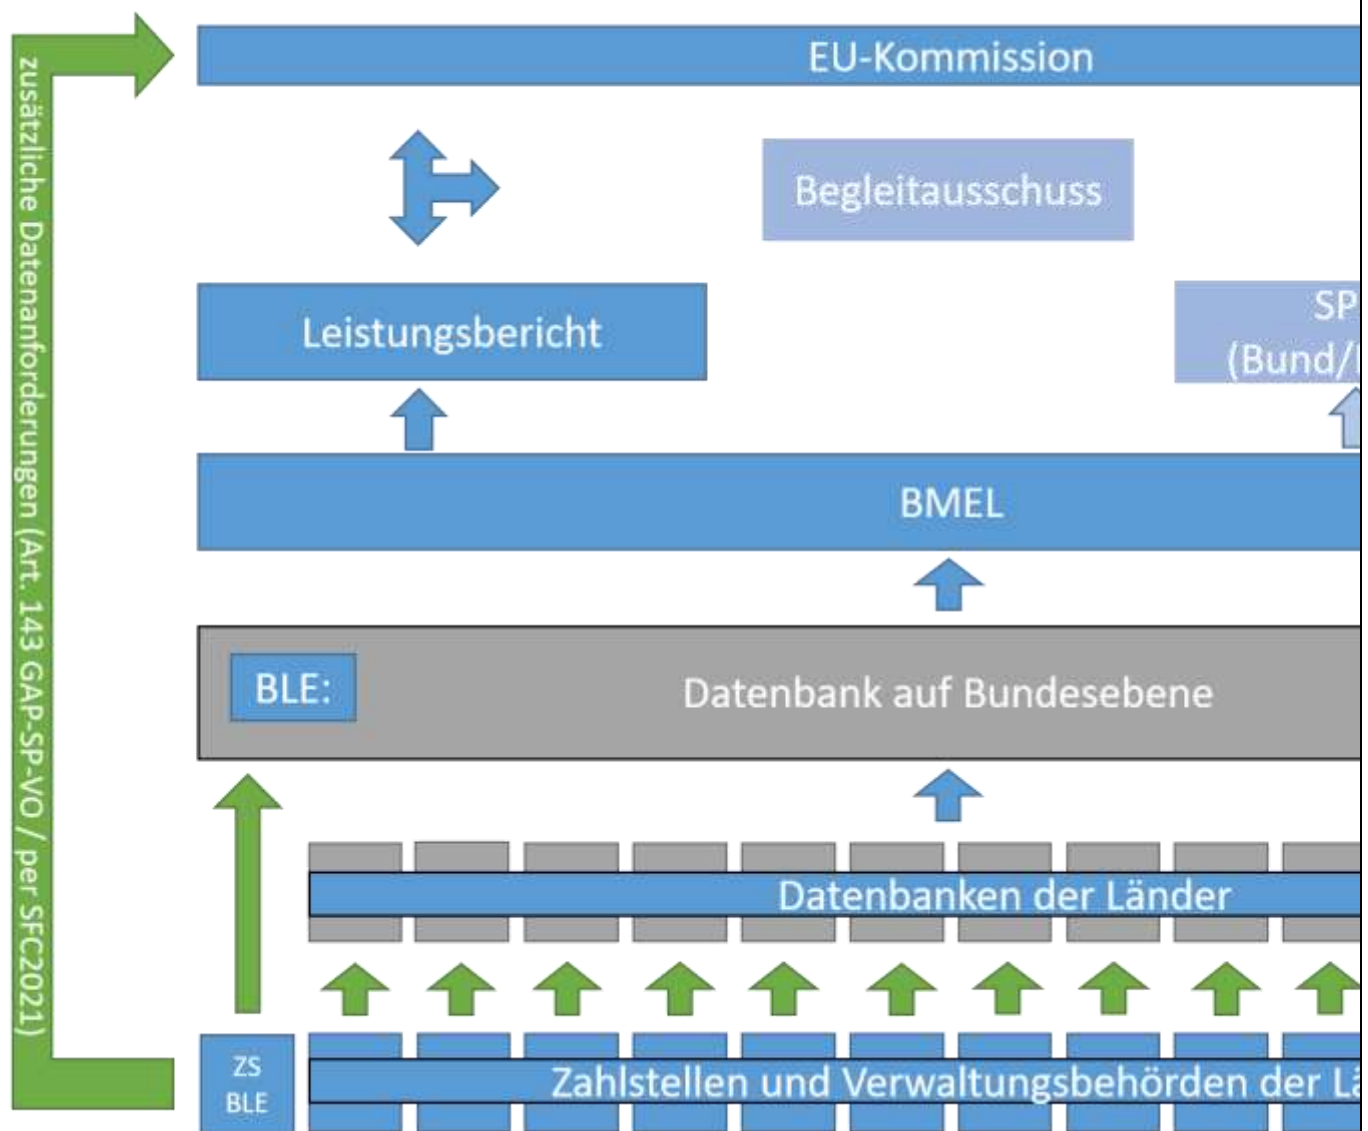 zusätzliche Datenanforderungen (Art. 143 GAP-SP-VO / per SFC2021)
EU-Kommission
Begleitausschuss
Leistungsbericht
SP
(Bund/
BMEL
BLE:
Datenbank auf Bundesebene
Datenbanken der Länder
ZS
BLE
Zahlstellen und Verwaltungsbehörden der Lä